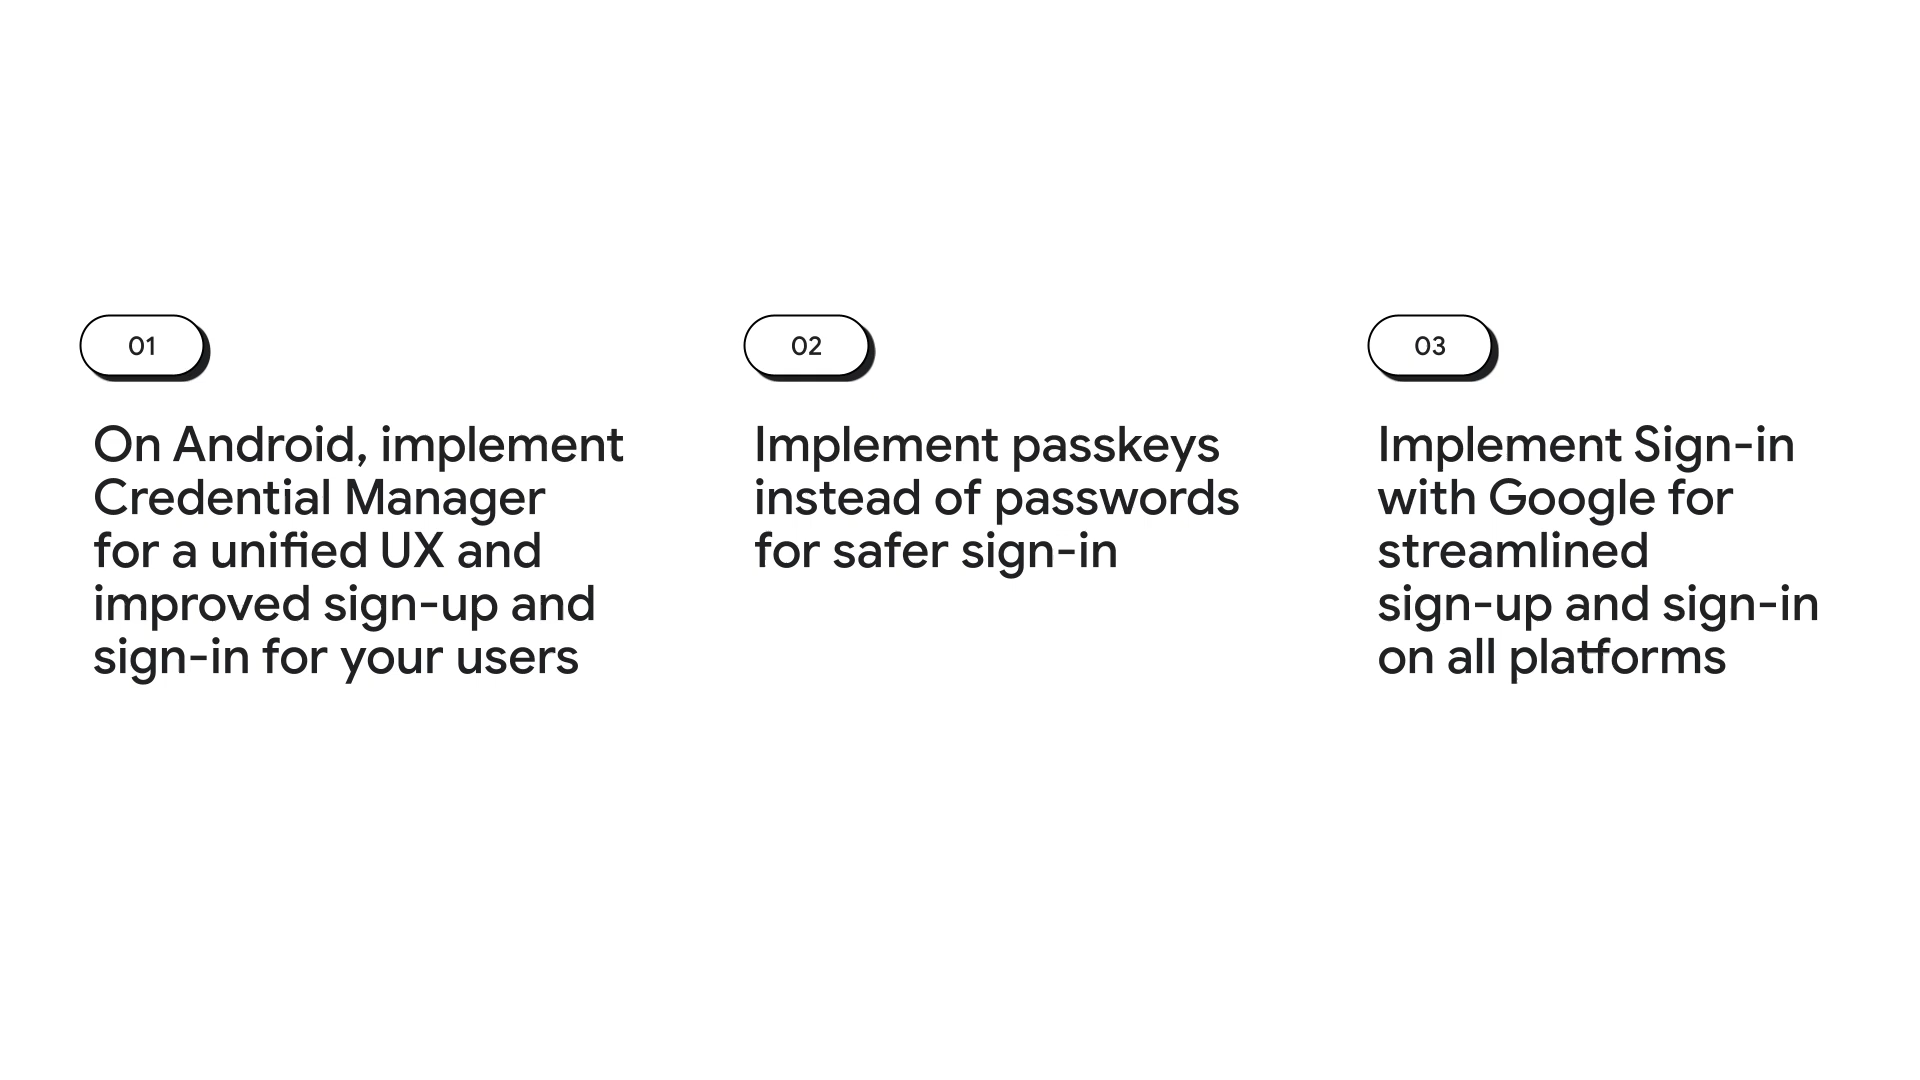 01
On Android, implement
Credential Manager
for a unified UX and
improved sign-up and
sign-in for your users
02
Implement passkeys
instead of passwords
for safer sign-in
03
Implement Sign-in
with Google for
streamlined
sign-up and sign-in
on all platforms